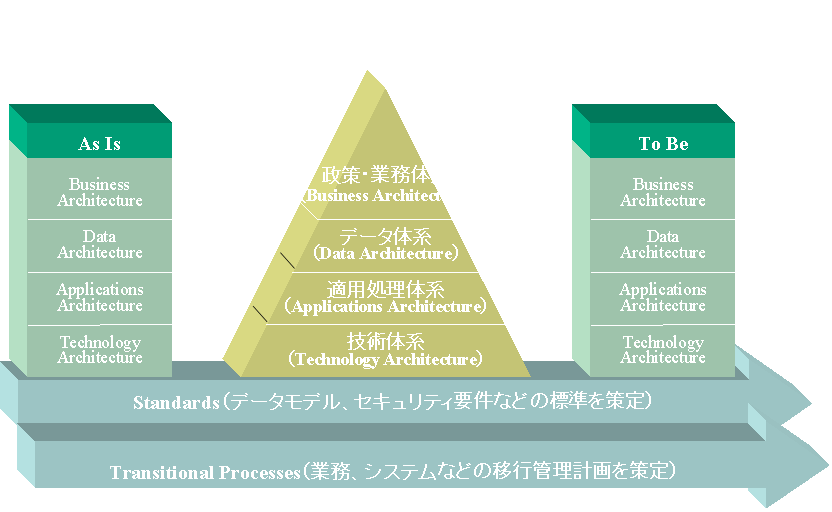 As Is
Business
Architecture
Data
Architecture
Applications
Architecture
Technology
Architecture
政策・業務体
(Business Architectu
データ体系
(Data Architecture)
適用処理体系
(Applications Architecture)
技術体系
(Technology Architecture)
To Be
Business
Architecture
Data
Architecture
Applications
Architecture
Technology
Architecture
Standards(データモデル、セキュリティ要件などの標準を策定)
Transitional Processes(業務、システムなどの移行管理計画を策定)